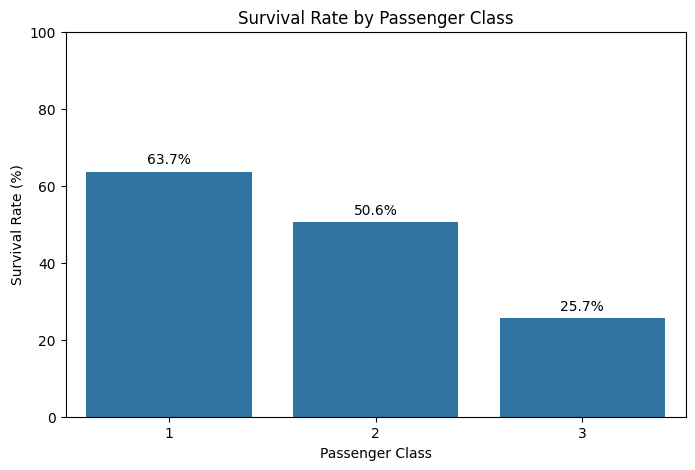 Survival Rate by Passenger Class
100
80
60
40
20
0
Survival Rate (%)
63.7%
50.6%
25.7%
1 2 3
Passenger Class